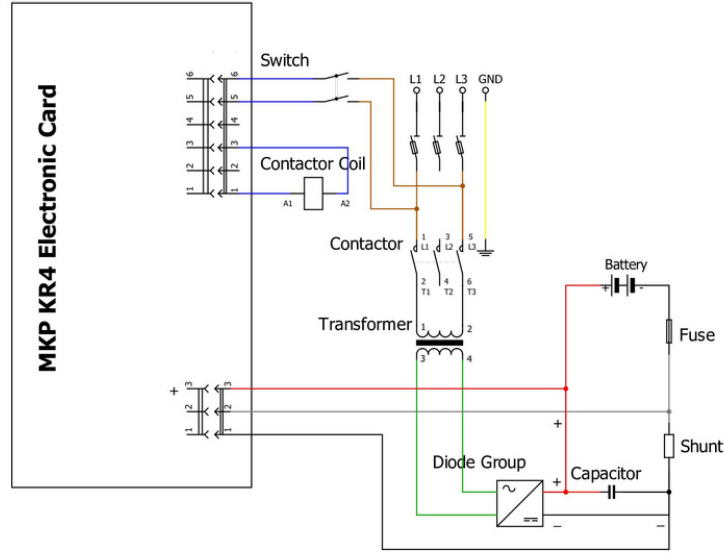 MKP KR4 Electronic Card
Switch
L1 L2 L3 GND
6
6
5
5
4
4
3
3
2
2
1
1
Contactor Coil
A1 A2
Contactor
1 3 5
L1 L2 L3
2 4 6
T1 T2 T3
Battery
+ -
Transformer
1 2
3 4
Fuse
+
3
3
2
2
1
1
+
Shunt
Diode Group
Capacitor
+
− −